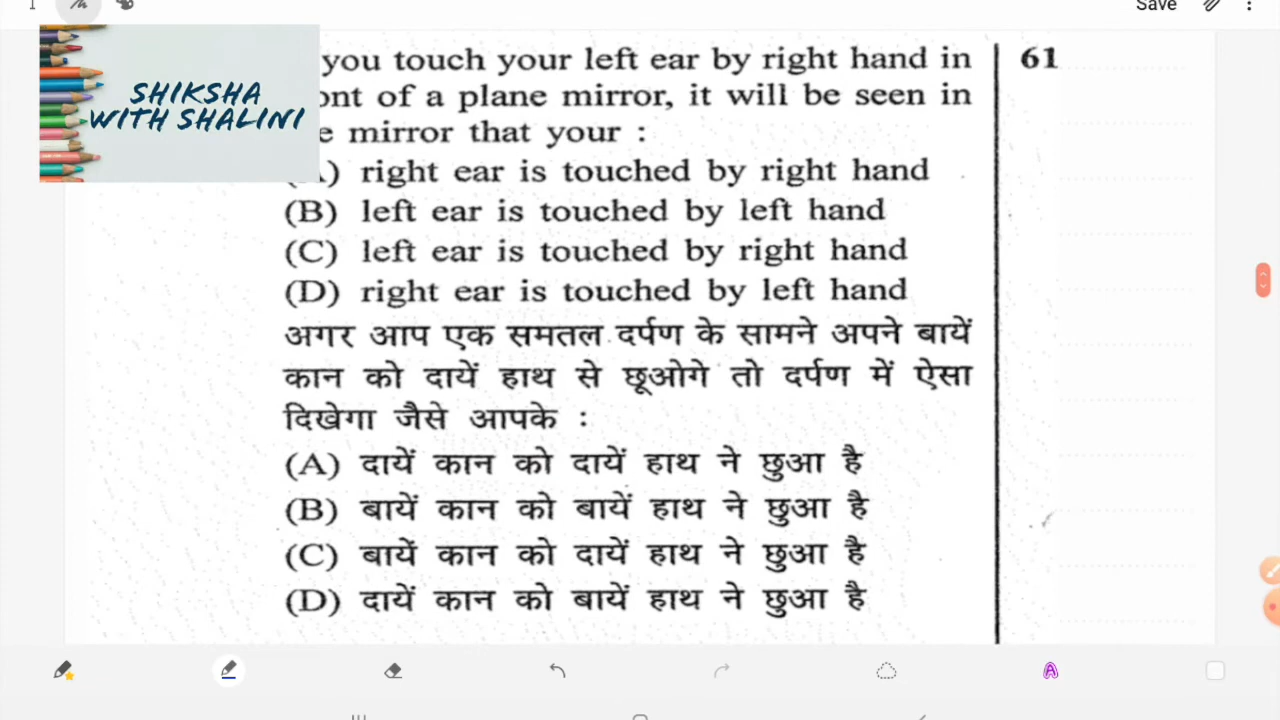 Save
SHIKSHA
WITH SHALINI
you touch your left ear by right hand in
of a plane mirror, it will be seen in
mirror that your :
61
right ear is touched by right hand
(B) left ear is touched by left hand
(C) left ear is touched by right hand
(D) right ear is touched by left hand
अगर आप एक समतल दर्पण के सामने अपने बायें
कान को दायें हाथ से छूओगे तो दर्पण में ऐसा
दिखेगा जैसे आपके :
(A) दायें कान को दायें हाथ ने छुआ है
(B) बायें कान को बायें हाथ ने छुआ है
(C) बायें कान को दायें हाथ ने छुआ है
(D) दायें कान को बायें हाथ ने छुआ है